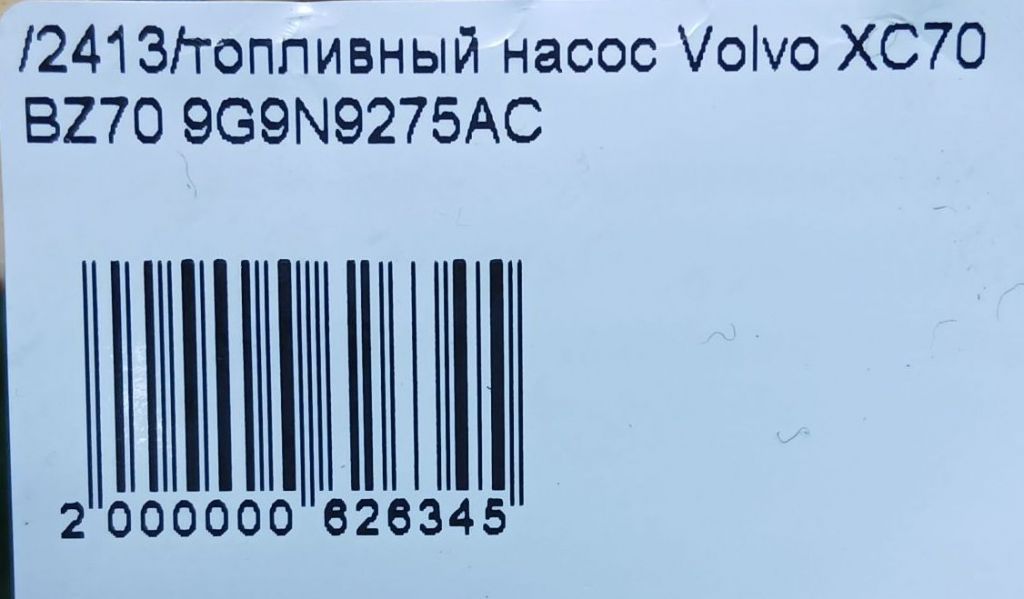 /2413/топливный насос Volvo XC70
BZ70 9G9N9275AC
2 000000 626345